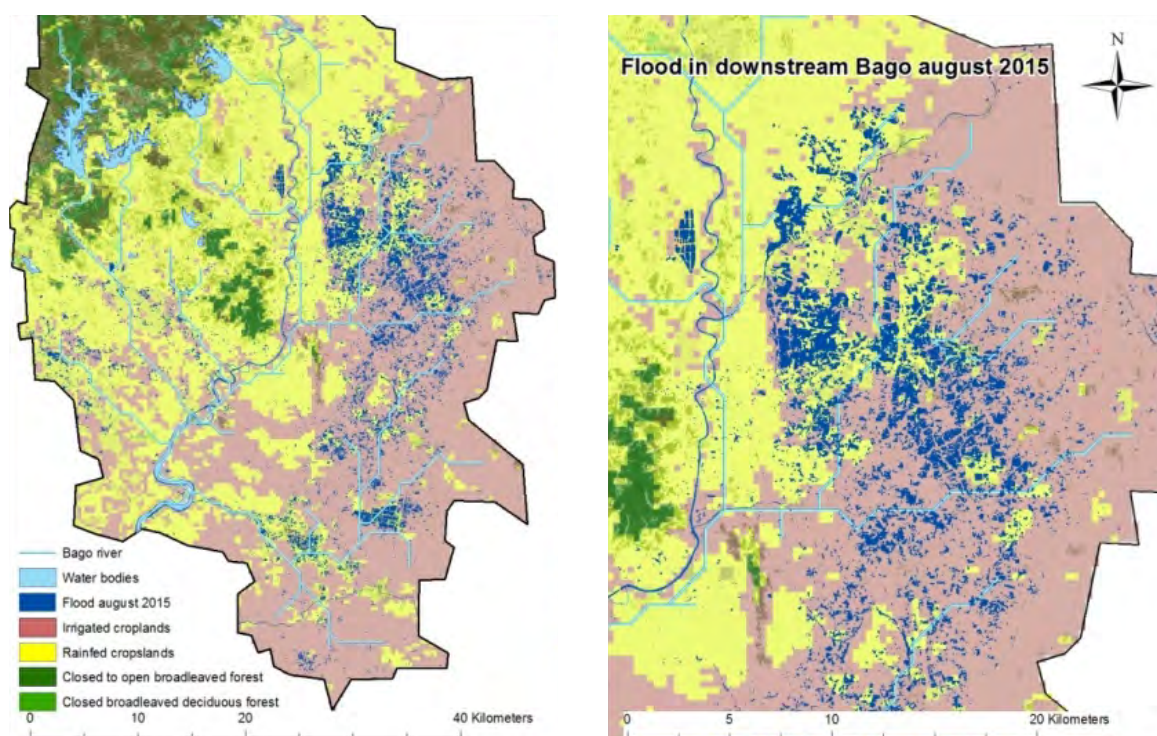 Bago river
Water bodies
Flood august 2015
Irrigated croplands
Rainfed cropslands
Closed to open broadleaved forest
Closed broadleaved deciduous forest
0 20 40 Kilometers
Flood in downstream Bago august 2015
N
0 5 10 20 Kilometers